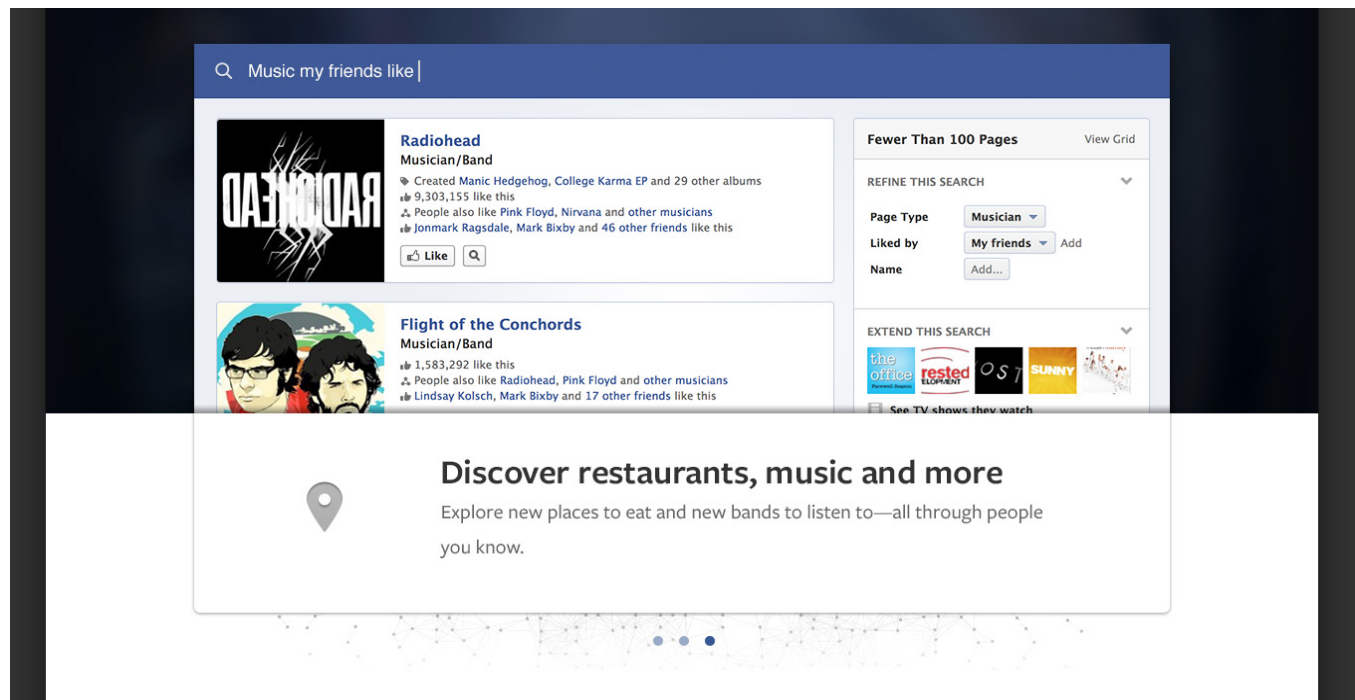 Music my friends like
RADIOHEAD
Radiohead
Musician/Band
Created Manic Hedgehog, College Karma EP and 29 other albums
9,303,155 like this
People also like Pink Floyd, Nirvana and other musicians
Jonmark Ragsdale, Mark Bixby and 46 other friends like this
Like
Flight of the Conchords
Musician/Band
1,583,292 like this
People also like Radiohead, Pink Floyd and other musicians
Lindsay Kolsch, Mark Bixby and 17 other friends like this
Fewer Than 100 Pages View Grid
REFINE THIS SEARCH
Page Type Musician
Liked by My friends Add
Name Add...
EXTEND THIS SEARCH
the
office
Farewell Season
rested
ELOPMENT
OST
SUNNY
See TV shows they watch
Discover restaurants, music and more
Explore new places to eat and new bands to listen to—all through people
you know.